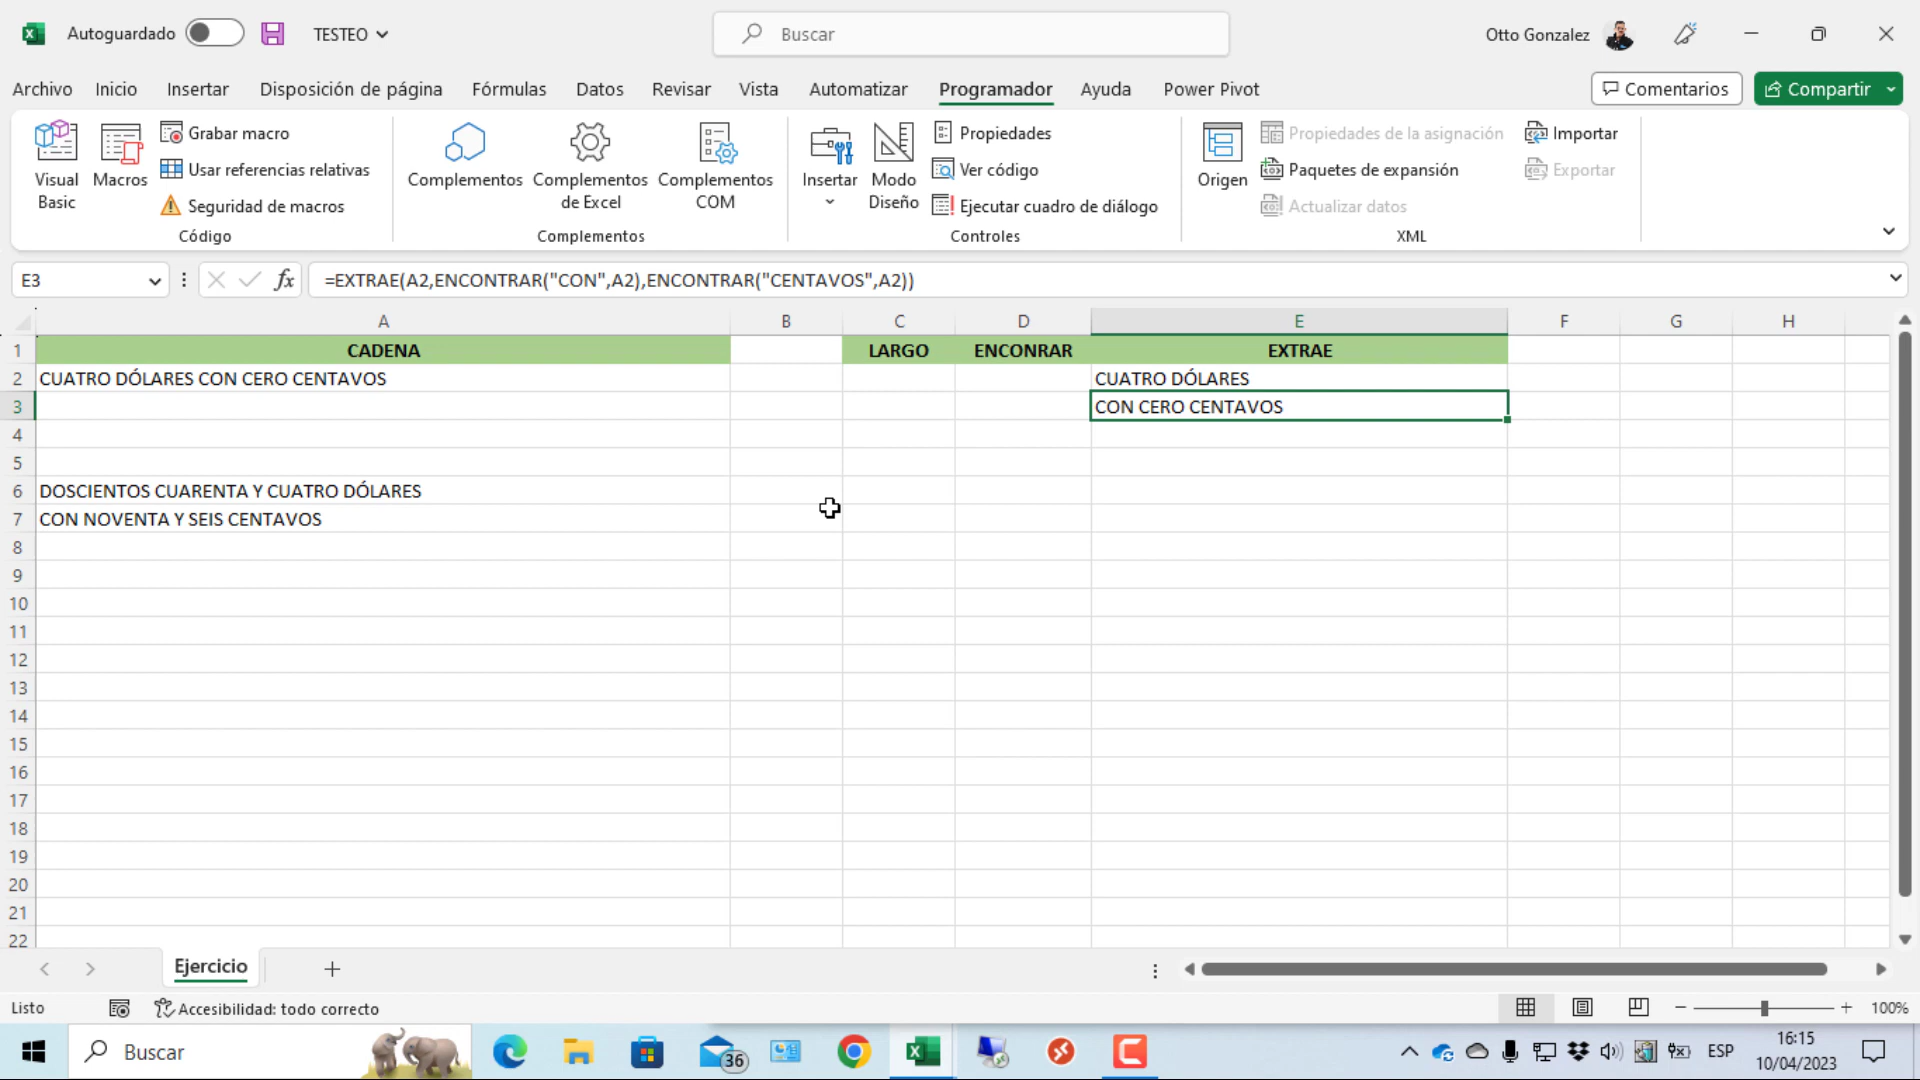 Autoguardado
TESTEO
Buscar
Otto Gonzalez
Archivo Inicio Insertar Disposición de página Fórmulas Datos Revisar Vista Automatizar Programador Ayuda Power Pivot
Comentarios
Compartir
Visual Basic
Macros
Grabar macro
Usar referencias relativas
Seguridad de macros
Código
Complementos
Complementos de Excel
Complementos COM
Complementos
Insertar
Modo Diseño
Propiedades
Ver código
Ejecutar cuadro de diálogo
Controles
Origen
Propiedades de la asignación
Paquetes de expansión
Actualizar datos
Importar
Exportar
XML
E3
fx
=EXTRAE(A2,ENCONTRAR("CON",A2),ENCONTRAR("CENTAVOS",A2))
A B C D E F G H
1 CADENA LARGO ENCONRAR EXTRAE
2 CUATRO DÓLARES CON CERO CENTAVOS CUATRO DÓLARES
3 CON CERO CENTAVOS
4
5
6 DOSCIENTOS CUARENTA Y CUATRO DÓLARES
7 CON NOVENTA Y SEIS CENTAVOS
8
9
10
11
12
13
14
15
16
17
18
19
20
21
22
Ejercicio
Listo
Accesibilidad: todo correcto
100%
Buscar
36
ESP
16:15
10/04/2023